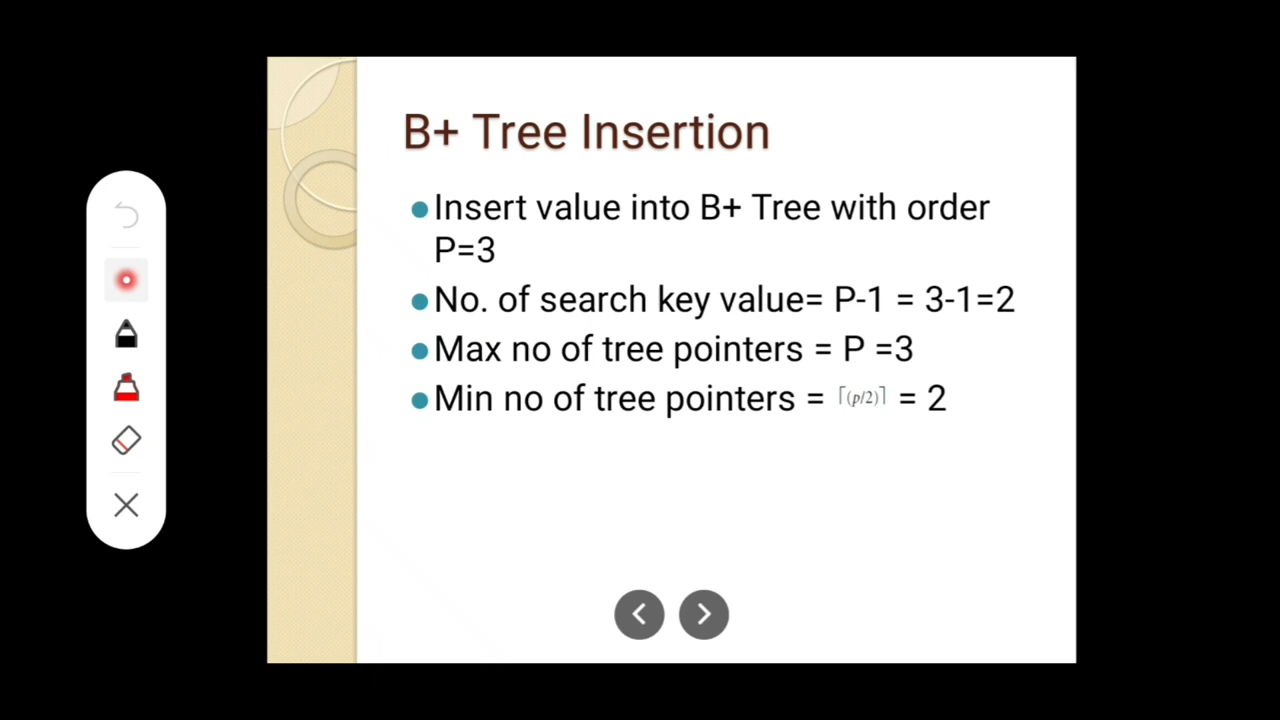 B+ Tree Insertion
Insert value into B+ Tree with order
P=3
No. of search key value= P-1 = 3-1=2
Max no of tree pointers = P =3
Min no of tree pointers = ⌈(p/2)⌉ = 2